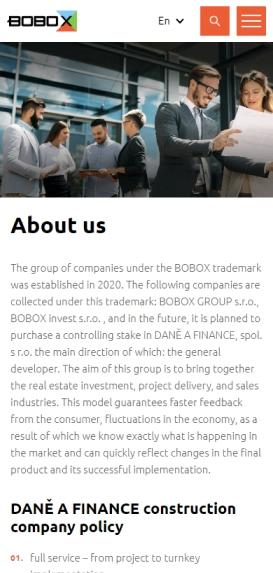 BOBOX
En
About us
The group of companies under the BOBOX trademark
was established in 2020. The following companies are
collected under this trademark: BOBOX GROUP s.r.o.,
BOBOX invest s.r.o. , and in the future, it is planned to
purchase a controlling stake in DANĚ A FINANCE, spol.
s r.o. the main direction of which: the general
developer. The aim of this group is to bring together
the real estate investment, project delivery, and sales
industries. This model guarantees faster feedback
from the consumer, fluctuations in the economy, as a
result of which we know exactly what is happening in
the market and can quickly reflect changes in the final
product and its successful implementation.
DANĚ A FINANCE construction
company policy
01. full service – from project to turnkey
implementation